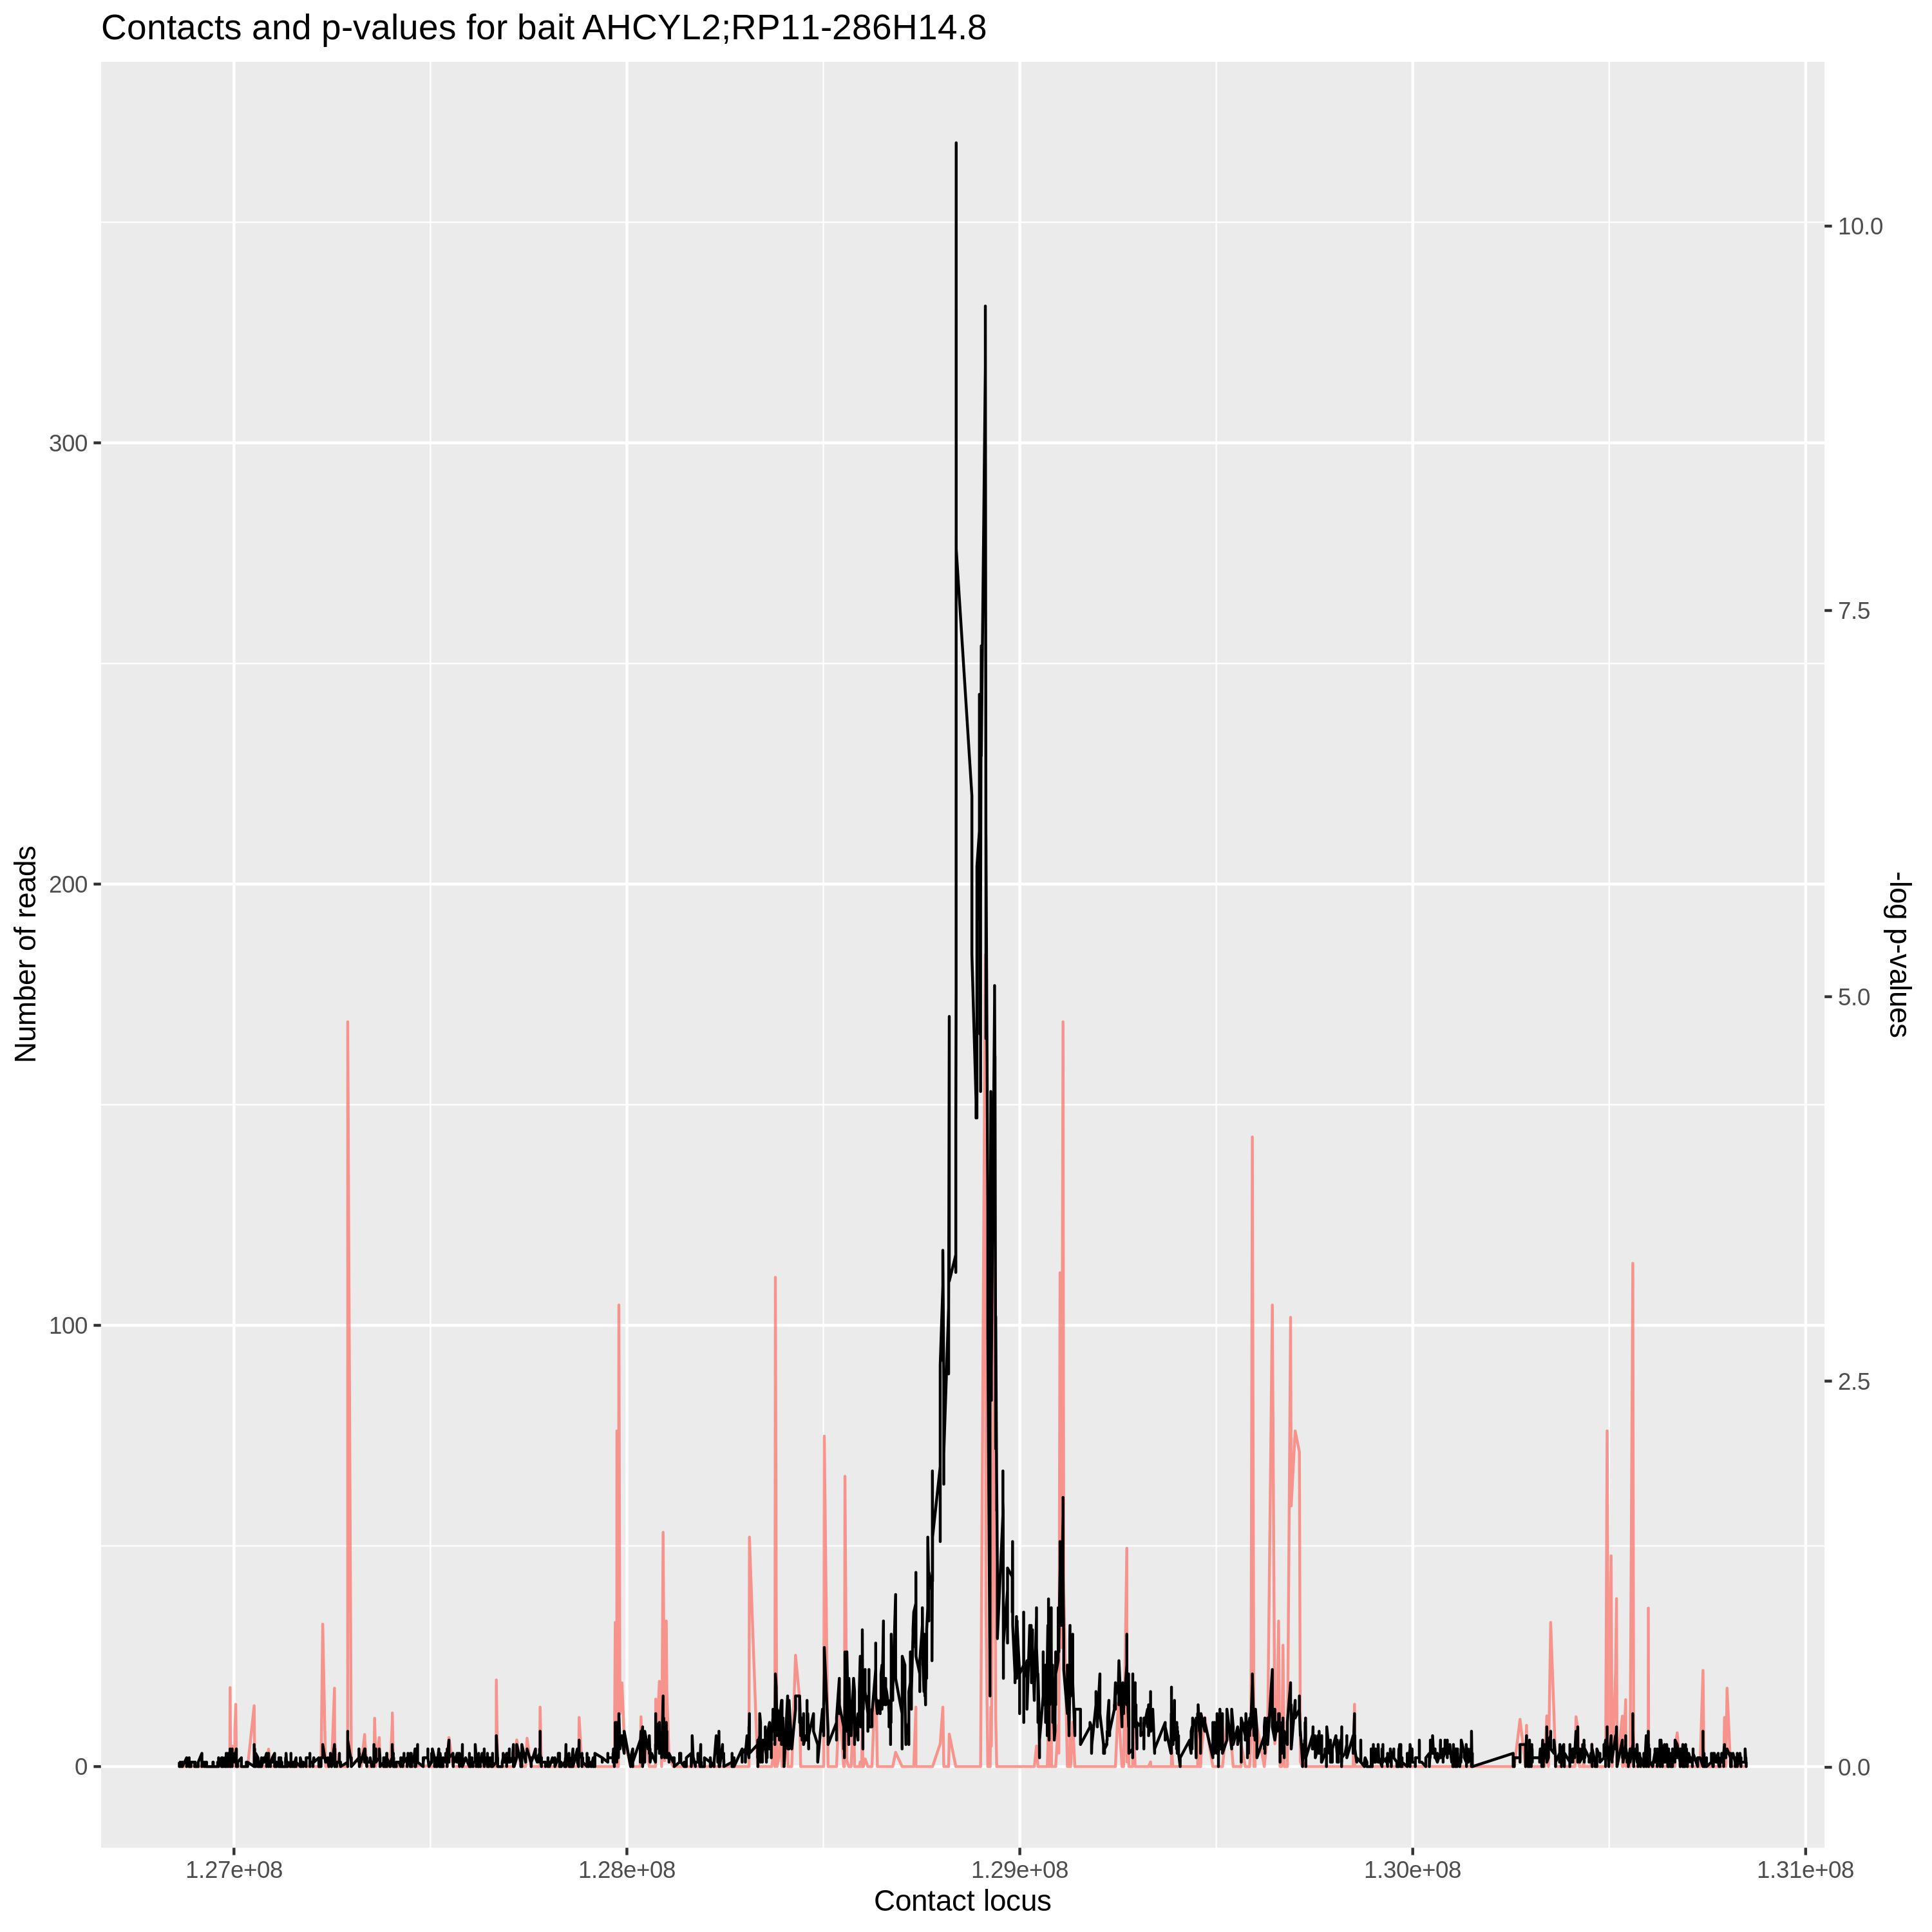 Contacts and p-values for bait AHCYL2;RP11-286H14.8
Number of reads
300
200
100
0
10.0
7.5
5.0
2.5
0.0
-log p-values
1.27e+08
1.28e+08
1.29e+08
1.30e+08
1.31e+08
Contact locus